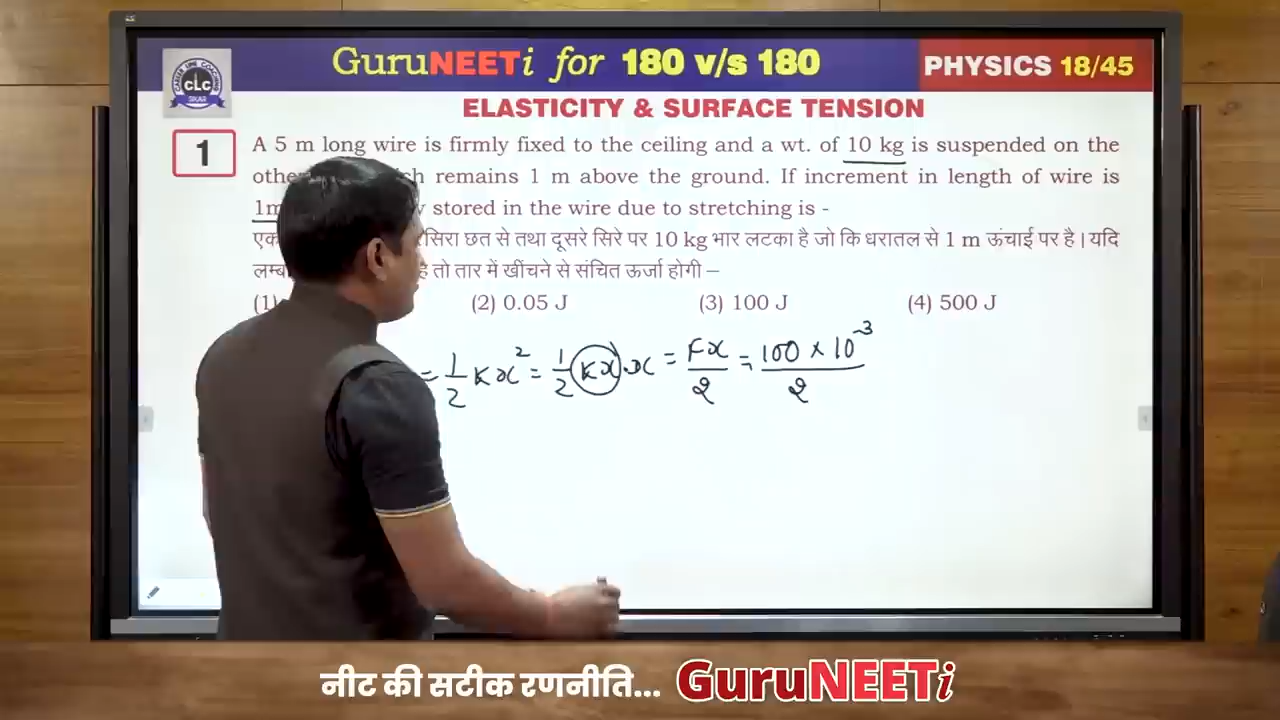 GuruNEETi for 180 v/s 180
PHYSICS 18/45
CLC
SIKAR
ELASTICITY & SURFACE TENSION
1
A 5 m long wire is firmly fixed to the ceiling and a wt. of 10 kg is suspended on the
remains 1 m above the ground. If increment in length of wire is
stored in the wire due to stretching is -
सिरा छत से तथा दूसरे सिरे पर 10 kg भार लटका है जो कि धरातल से 1 m ऊंचाई पर है। यदि
तो तार में खींचने से संचित ऊर्जा होगी –
(1) (2) 0.05 J (3) 100 J (4) 500 J
= 1/2 Kx² = 1/2 Kx·x = Fx/2 = 100 × 10⁻³/2
नीट की सटीक रणनीति... GuruNEETi